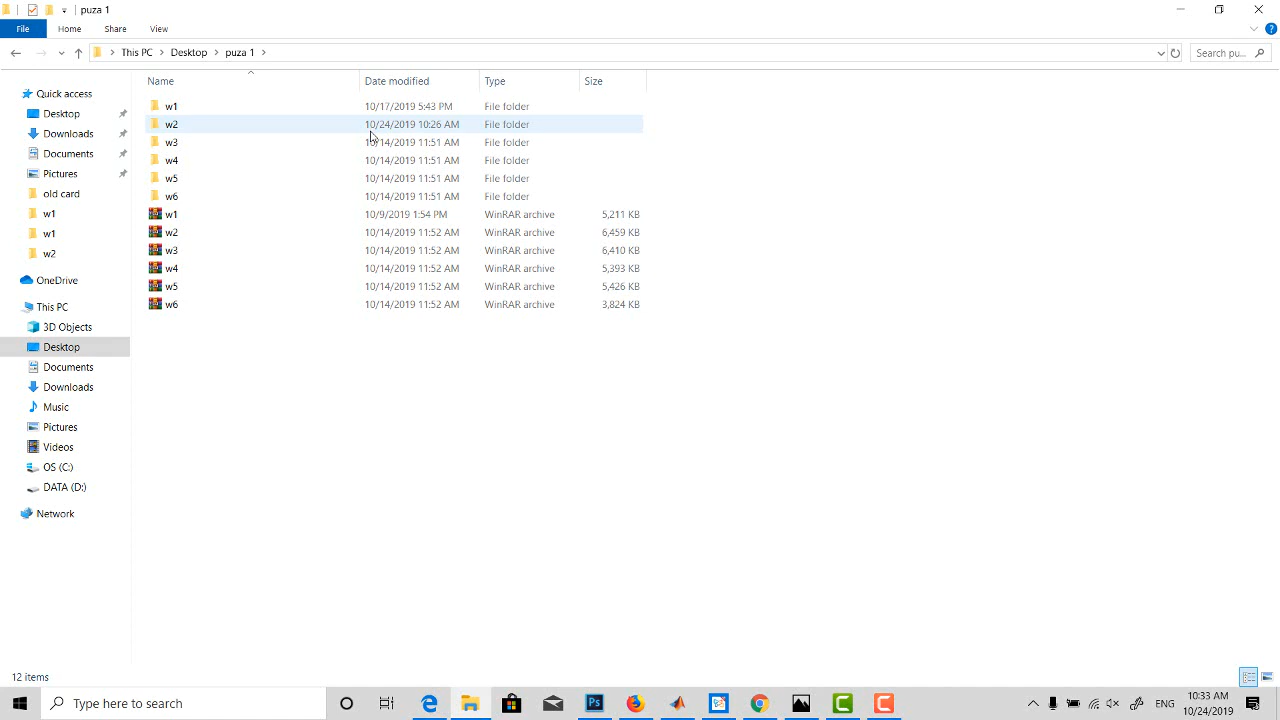 puza 1
File Home Share View
This PC Desktop puza 1 Search pu...
Name Date modified Type Size
w1 10/17/2019 5:43 PM File folder
w2 10/24/2019 10:26 AM File folder
w3 10/14/2019 11:51 AM File folder
w4 10/14/2019 11:51 AM File folder
w5 10/14/2019 11:51 AM File folder
w6 10/14/2019 11:51 AM File folder
w1 10/9/2019 1:54 PM WinRAR archive 5,211 KB
w2 10/14/2019 11:52 AM WinRAR archive 6,459 KB
w3 10/14/2019 11:52 AM WinRAR archive 6,410 KB
w4 10/14/2019 11:52 AM WinRAR archive 5,393 KB
w5 10/14/2019 11:52 AM WinRAR archive 5,426 KB
w6 10/14/2019 11:52 AM WinRAR archive 3,824 KB
Quick access
Desktop
Downloads
Documents
Pictures
old card
w1
w1
w2
OneDrive
This PC
3D Objects
Desktop
Documents
Downloads
Music
Pictures
Videos
OS (C:)
DATA (D:)
Network
12 items
Type here to search
Ps
ENG
10:33 AM
10/24/2019